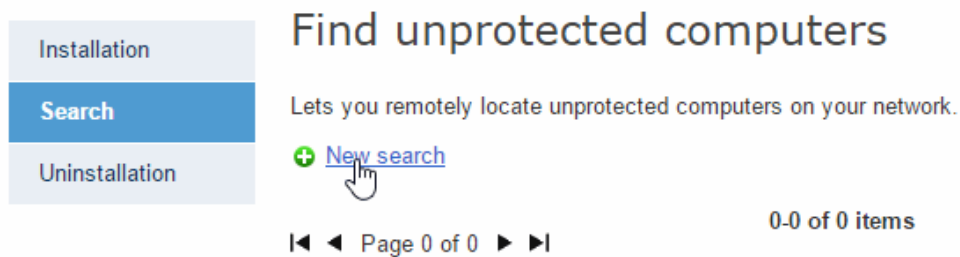 Find unprotected computers
Installation
Search
Uninstallation
Lets you remotely locate unprotected computers on your network.
New search
0-0 of 0 items
Page 0 of 0